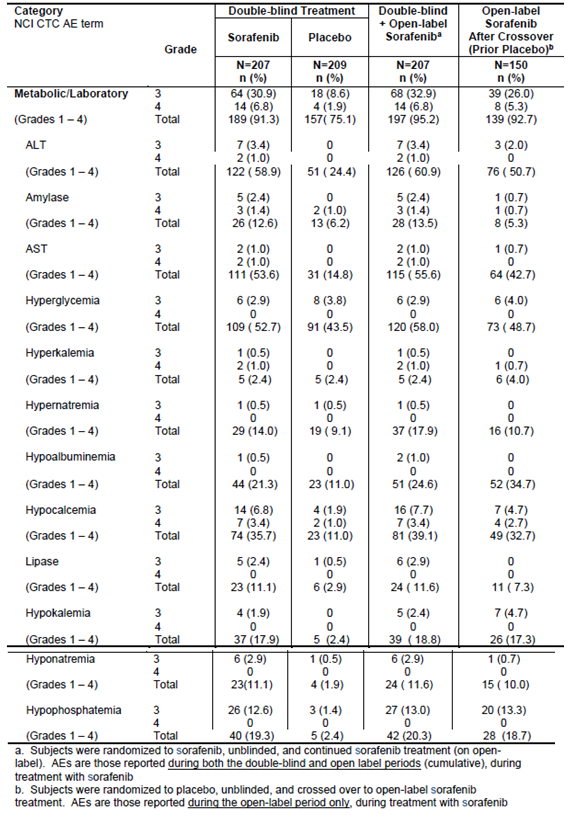 Category Double-blind Treatment Double-blind Open-label
NCI CTC AE term + Open-label Sorafenib
Grade Sorafenibᵃ After Crossover
Sorafenib Placebo (Prior Placebo)ᵇ
N=207 N=209 N=207 N=150
n (%) n (%) n (%) n (%)
Metabolic/Laboratory 3 64 (30.9) 18 (8.6) 68 (32.9) 39 (26.0)
4 14 (6.8) 4 (1.9) 14 (6.8) 8 (5.3)
(Grades 1 – 4) Total 189 (91.3) 157( 75.1) 197 (95.2) 139 (92.7)
ALT 3 7 (3.4) 0 7 (3.4) 3 (2.0)
4 2 (1.0) 0 2 (1.0) 0
(Grades 1 – 4) Total 122 ( 58.9) 51 ( 24.4) 126 ( 60.9) 76 ( 50.7)
Amylase 3 5 (2.4) 0 5 (2.4) 1 (0.7)
4 3 (1.4) 2 (1.0) 3 (1.4) 1 (0.7)
(Grades 1 – 4) Total 26 (12.6) 13 (6.2) 28 (13.5) 8 (5.3)
AST 3 2 (1.0) 0 2 (1.0) 1 (0.7)
4 2 (1.0) 0 2 (1.0) 0
(Grades 1 – 4) Total 111 (53.6) 31 (14.8) 115 ( 55.6) 64 (42.7)
Hyperglycemia 3 6 (2.9) 8 (3.8) 6 (2.9) 6 (4.0)
4 0 0 0 0
(Grades 1 – 4) Total 109 ( 52.7) 91 (43.5) 120 (58.0) 73 ( 48.7)
Hyperkalemia 3 1 (0.5) 0 1 (0.5) 0
4 2 (1.0) 0 2 (1.0) 1 (0.7)
(Grades 1 – 4) Total 5 (2.4) 5 (2.4) 5 (2.4) 6 (4.0)
Hypernatremia 3 1 (0.5) 1 (0.5) 1 (0.5) 0
4 0 0 0 0
(Grades 1 – 4) Total 29 (14.0) 19 ( 9.1) 37 (17.9) 16 (10.7)
Hypoalbuminemia 3 1 (0.5) 0 2 (1.0) 0
4 0 0 0 0
(Grades 1 – 4) Total 44 (21.3) 23 (11.0) 51 (24.6) 52 (34.7)
Hypocalcemia 3 14 (6.8) 4 (1.9) 16 (7.7) 7 (4.7)
4 7 (3.4) 2 (1.0) 7 (3.4) 4 (2.7)
(Grades 1 – 4) Total 74 (35.7) 23 (11.0) 81 (39.1) 49 (32.7)
Lipase 3 5 (2.4) 1 (0.5) 6 (2.9) 0
4 0 0 0 0
(Grades 1 – 4) Total 23 (11.1) 6 (2.9) 24 ( 11.6) 11 ( 7.3)
Hypokalemia 3 4 (1.9) 0 5 (2.4) 7 (4.7)
4 0 0 0 0
(Grades 1 – 4) Total 37 (17.9) 5 (2.4) 39 ( 18.8) 26 (17.3)
Hyponatremia 3 6 (2.9) 1 (0.5) 6 (2.9) 1 (0.7)
4 0 0 0 0
(Grades 1 – 4) Total 23(11.1) 4 (1.9) 24 ( 11.6) 15 ( 10.0)
Hypophosphatemia 3 26 (12.6) 3 (1.4) 27 (13.0) 20 (13.3)
4 0 0 0 0
(Grades 1 – 4) Total 40 (19.3) 5 (2.4) 42 (20.3) 28 (18.7)
a. Subjects were randomized to sorafenib, unblinded, and continued sorafenib treatment (on open-
label). AEs are those reported during both the double-blind and open label periods (cumulative), during
treatment with sorafenib
b. Subjects were randomized to placebo, unblinded, and crossed over to open-label sorafenib
treatment. AEs are those reported during the open-label period only, during treatment with sorafenib